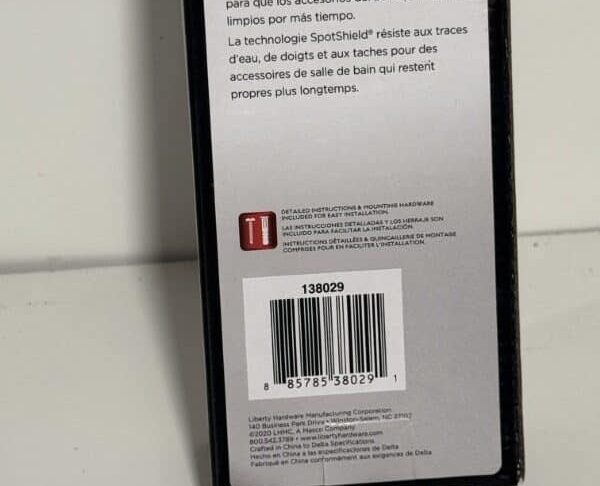 para que los accesorios
limpios por más tiempo.
La technologie SpotShield® résiste aux traces
d'eau, de doigts et aux taches pour des
accessoires de salle de bain qui restent
propres plus longtemps.
DETAILED INSTRUCTIONS & MOUNTING HARDWARE
INCLUDED FOR EASY INSTALLATION.
LAS INSTRUCCIONES DETALLADAS Y LOS HERRAJE SON
INCLUIDO PARA FACILITAR LA INSTALACIÓN.
INSTRUCTIONS DÉTAILLÉES & QUINCAILLERIE DE MONTAGE
COMPRISES POUR EN FACILITER L'INSTALLATION.
138029
8 85785 38029 1
Liberty Hardware Manufacturing Corporation
140 Business Park Drive • Winston-Salem, NC 27107
©2020 LHMC, A Masco Company
800.542.3789 • www.libertyhardware.com
Crafted in China to Delta Specifications
Hecho en China a las especificaciones de Delta
Fabriqué en Chine conformément aux exigences de Delta